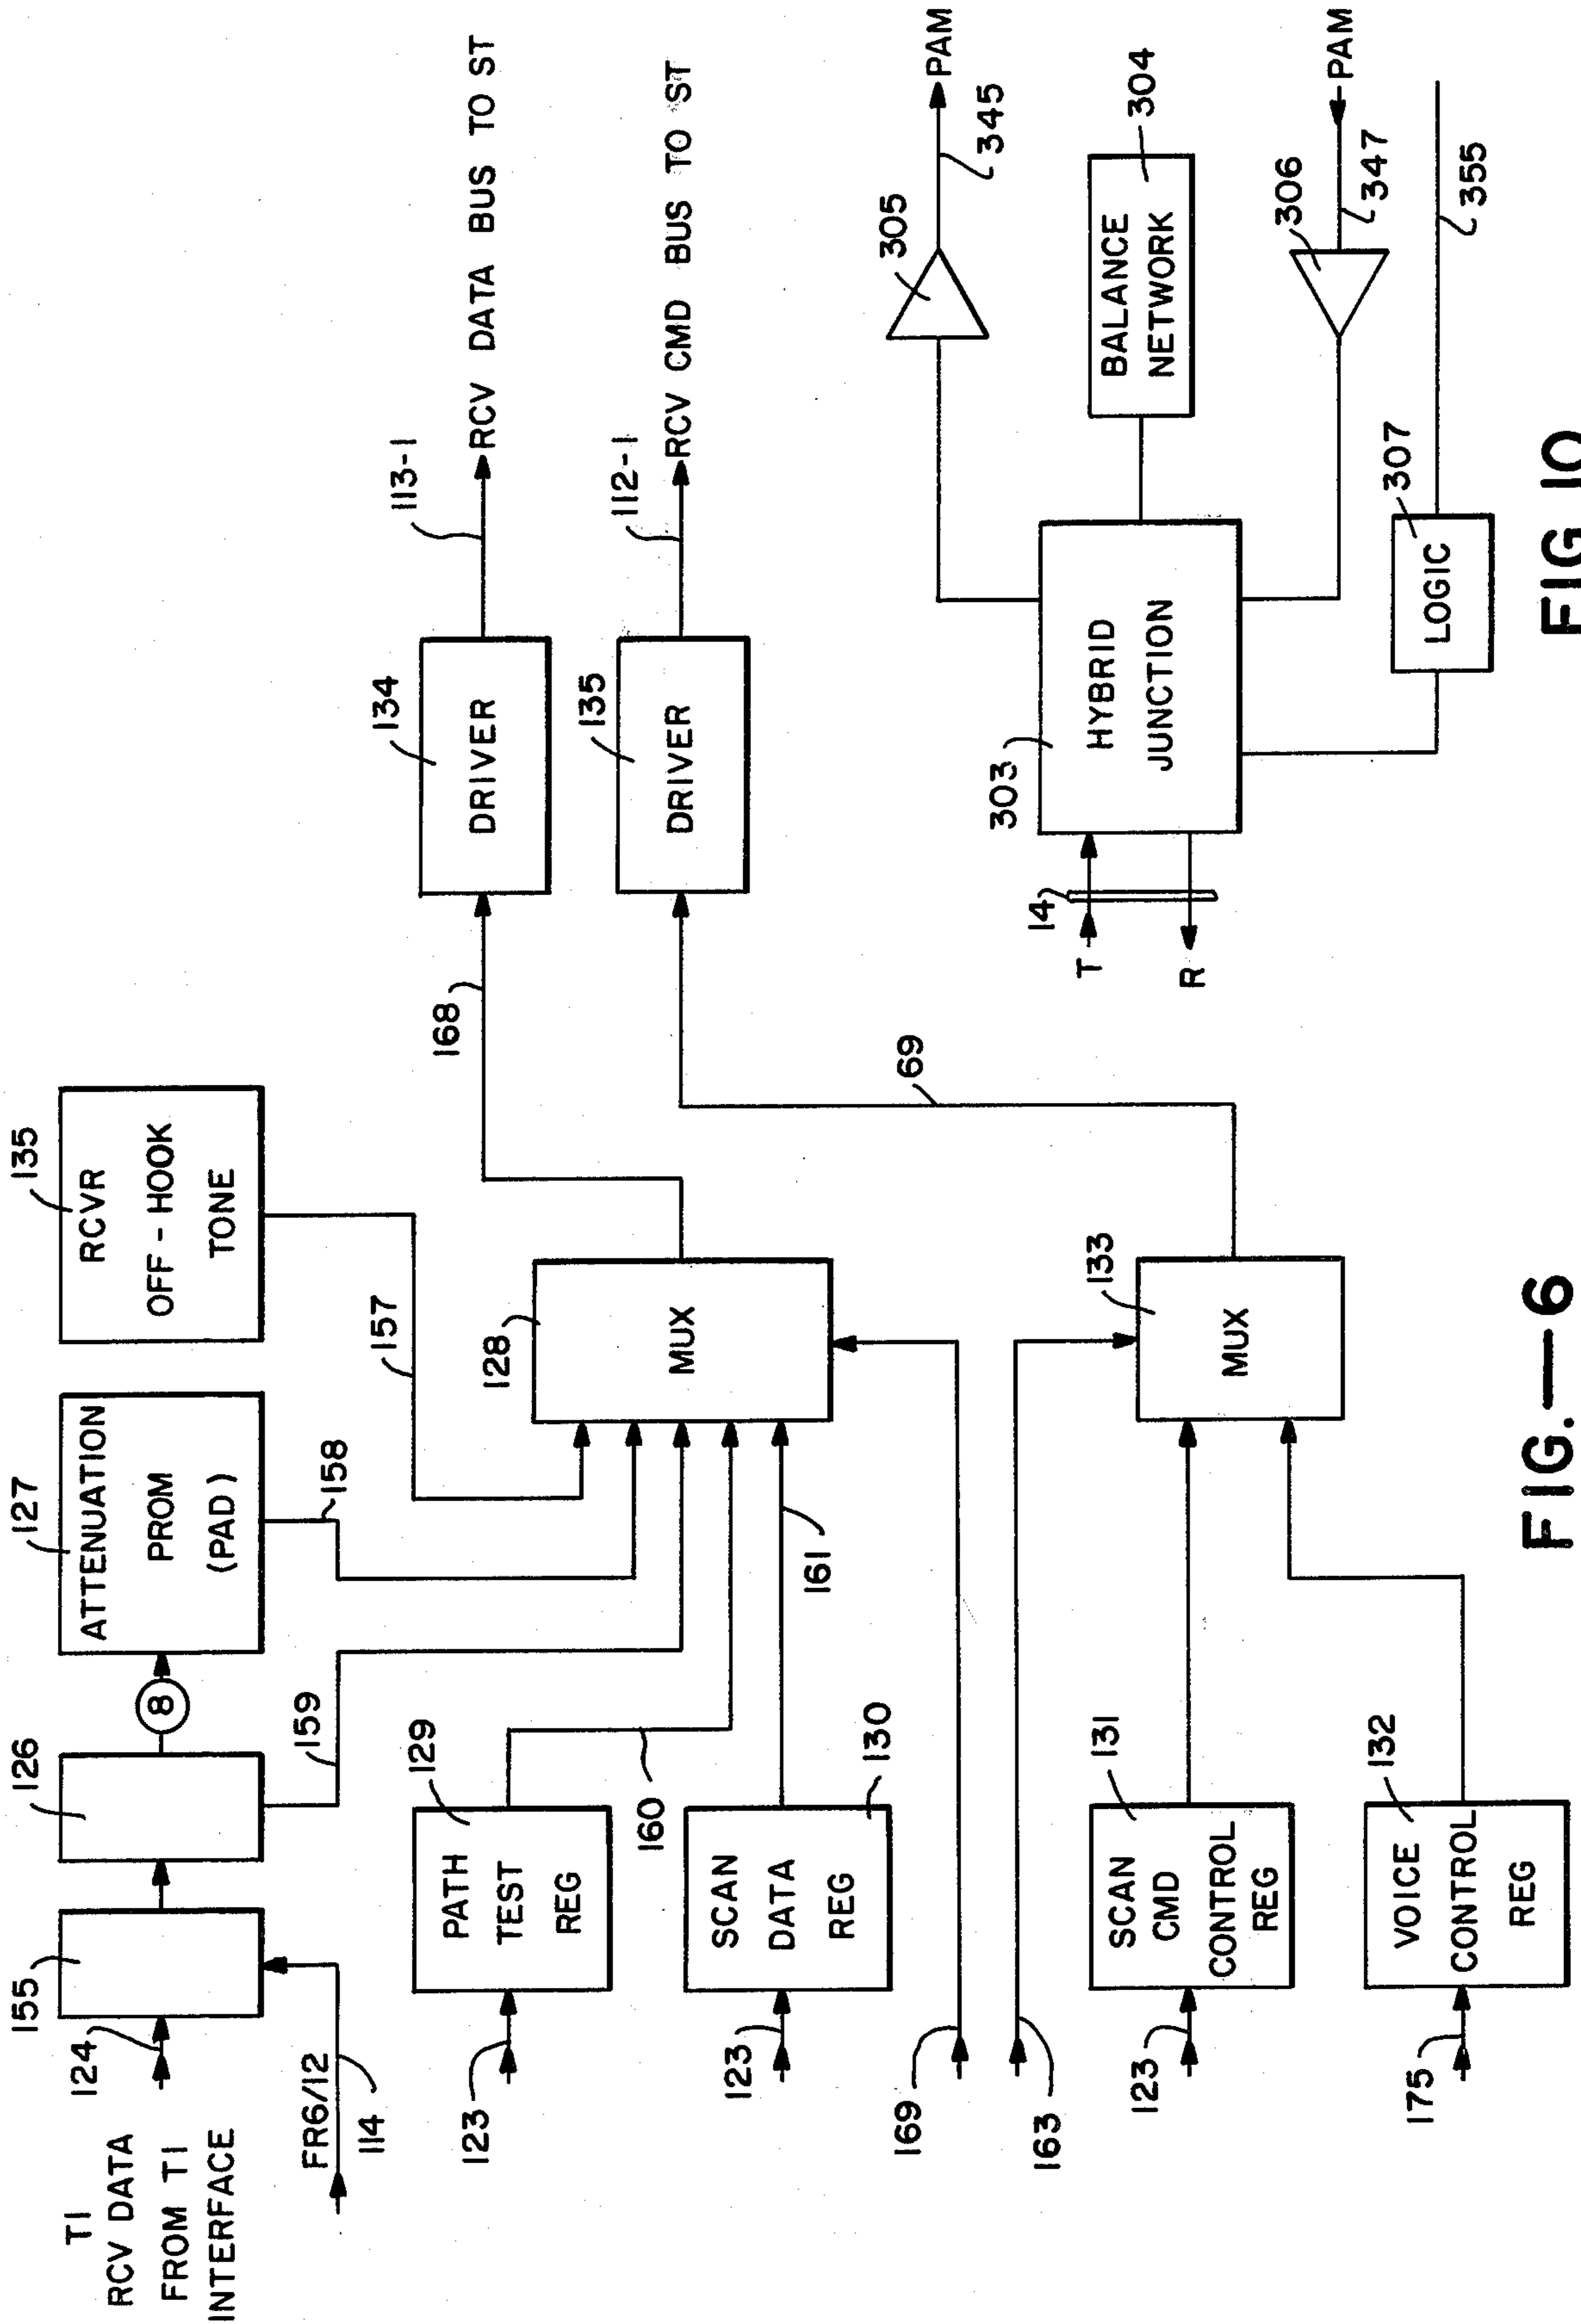 T1
RCV DATA
FROM T1
INTERFACE
124
155
FR6/12
114
126
8
127
ATTENUATION
PROM
(PAD)
135
RCVR
OFF-HOOK
TONE
159
158
157
123
129
PATH
TEST
REG
160
128
MUX
168
134
DRIVER
113-1
RCV DATA BUS TO ST
123
SCAN
DATA
REG
130
161
135
DRIVER
112-1
RCV CMD BUS TO ST
169
163
69
123
SCAN
CMD
CONTROL
REG
131
133
MUX
175
VOICE
CONTROL
REG
132
FIG.—6
T
R
14
303
HYBRID
JUNCTION
305
PAM
345
BALANCE
NETWORK
304
306
PAM
347
307
LOGIC
355
FIG 10